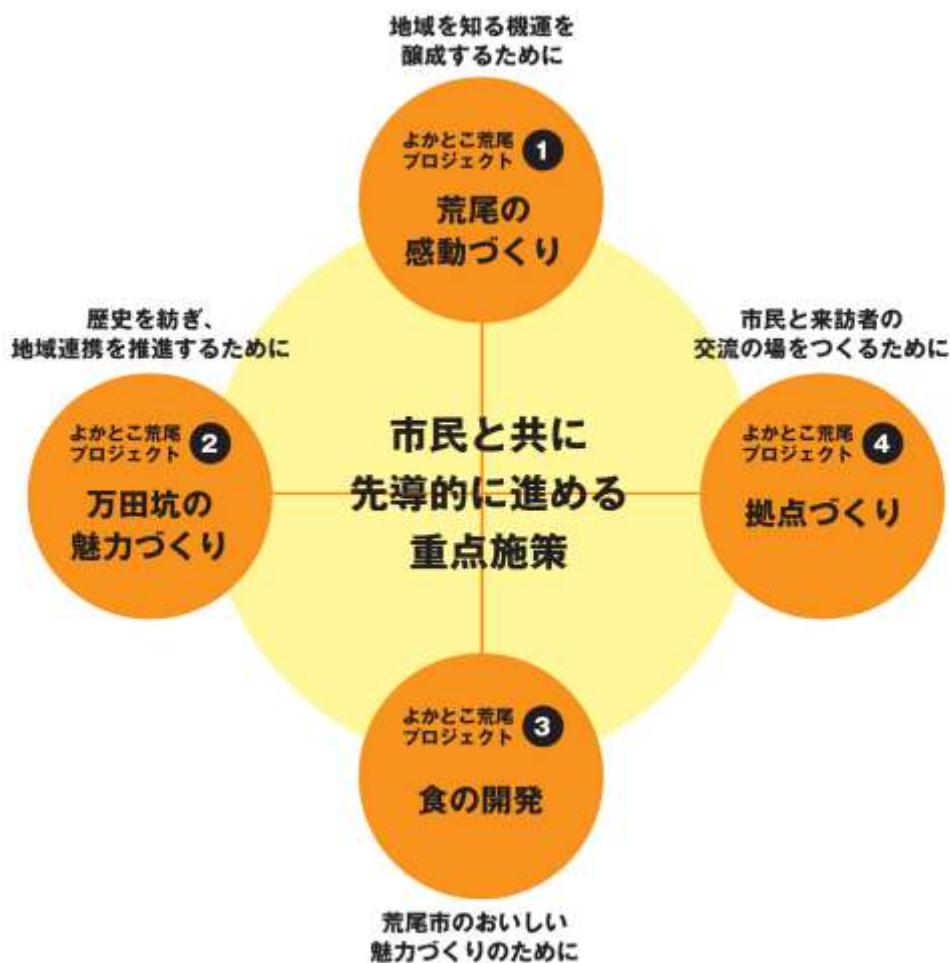 地域を知る機運を
醸成するために
よかとこ荒尾
プロジェクト 1
荒尾の
感動づくり
歴史を紡ぎ、
地域連携を推進するために
よかとこ荒尾
プロジェクト 2
万田坑の
魅力づくり
市民と共に
先導的に進める
重点施策
市民と来訪者の
交流の場をつくるために
よかとこ荒尾
プロジェクト 4
拠点づくり
よかとこ荒尾
プロジェクト 3
食の開発
荒尾市のおいしい
魅力づくりのために